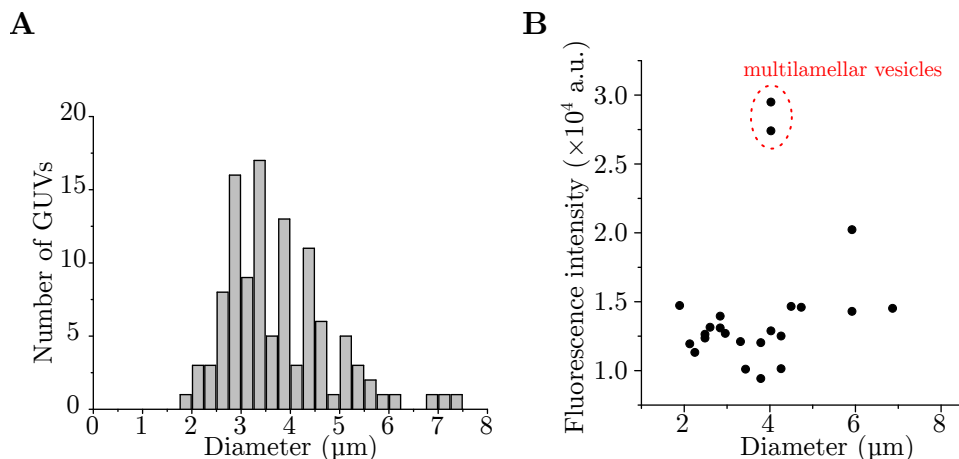 A
20
15
10
5
0
Number of GUVs
0 1 2 3 4 5 6 7 8
Diameter (µm)
B
multilamellar vesicles
3.0
2.5
2.0
1.5
1.0
Fluorescence intensity (×10⁴ a.u.)
2 4 6 8
Diameter (µm)